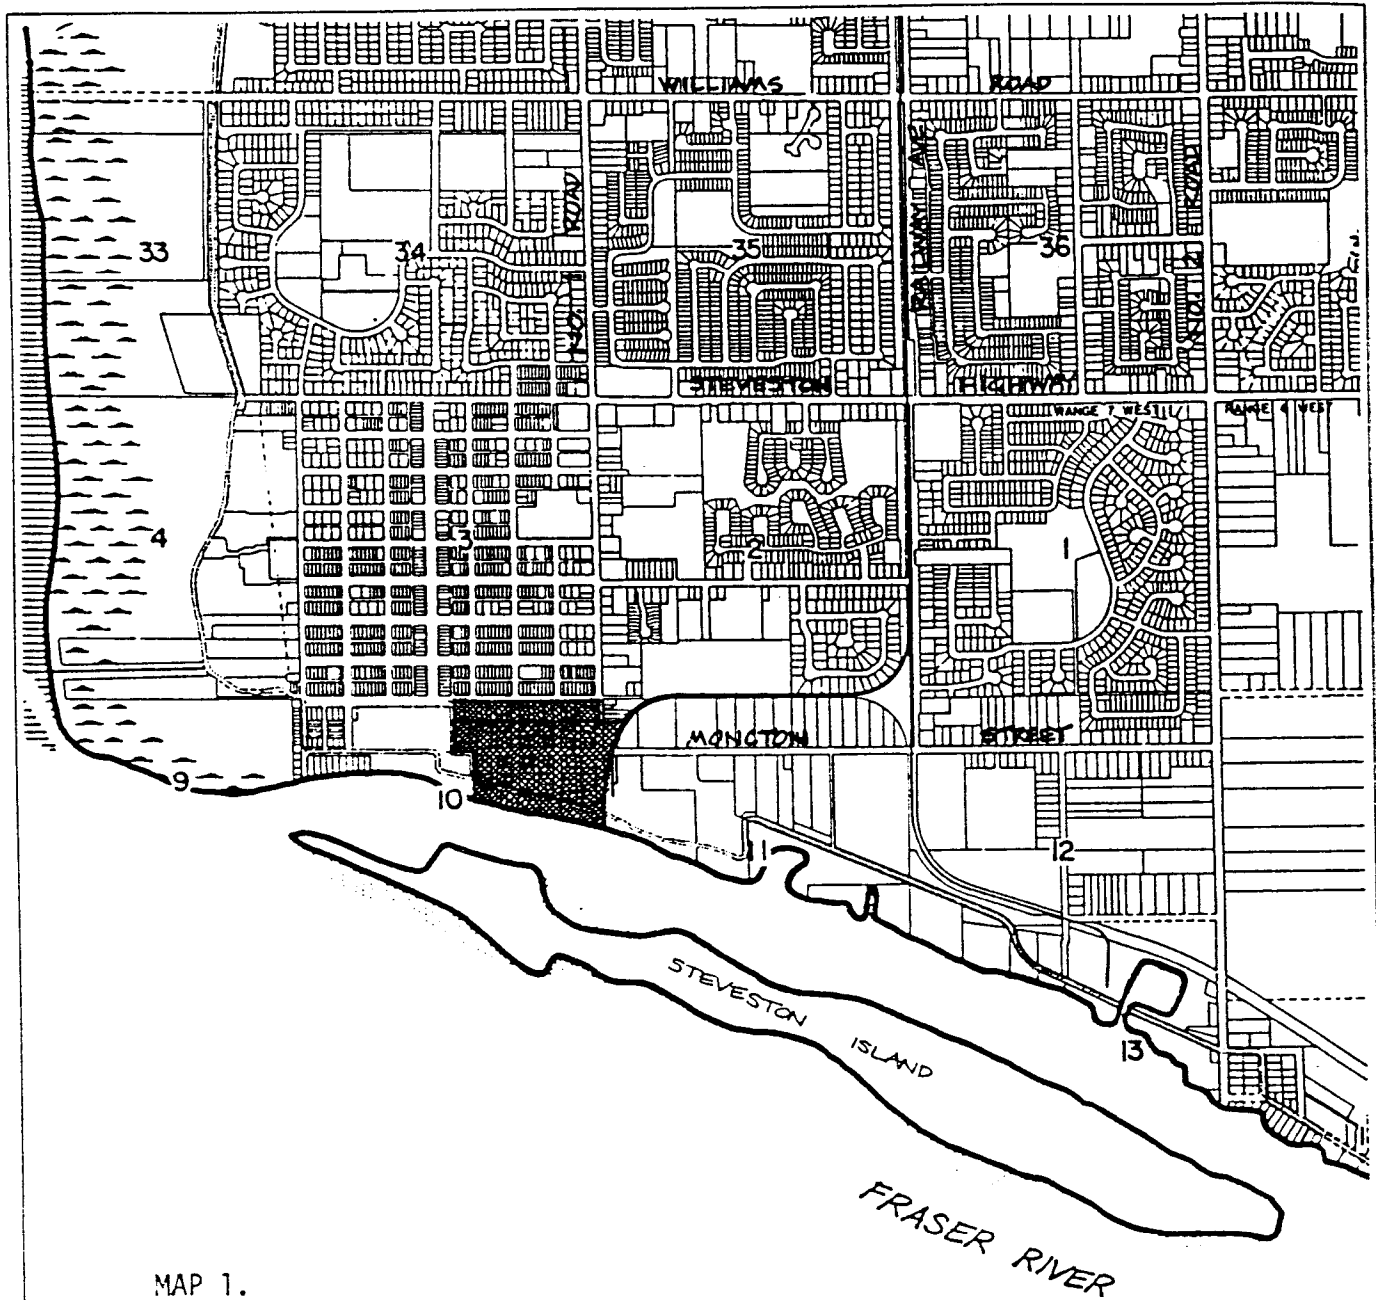 WILLIAMS ROAD
RAILWAY AVE
ROAD
NO. 1
ROAD
NO. 2
33
34
35
36
STEVESTON HIGHWAY
RANGE 7 WEST
RANGE 6 WEST
4
3
2
1
MONCTON STREET
9
10
11
12
13
STEVESTON ISLAND
FRASER RIVER
MAP 1.